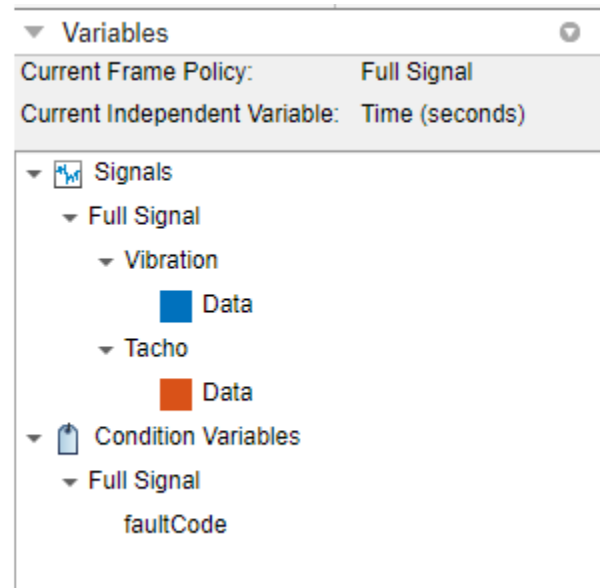 Variables
Current Frame Policy: Full Signal
Current Independent Variable: Time (seconds)
Signals
Full Signal
Vibration
Data
Tacho
Data
Condition Variables
Full Signal
faultCode